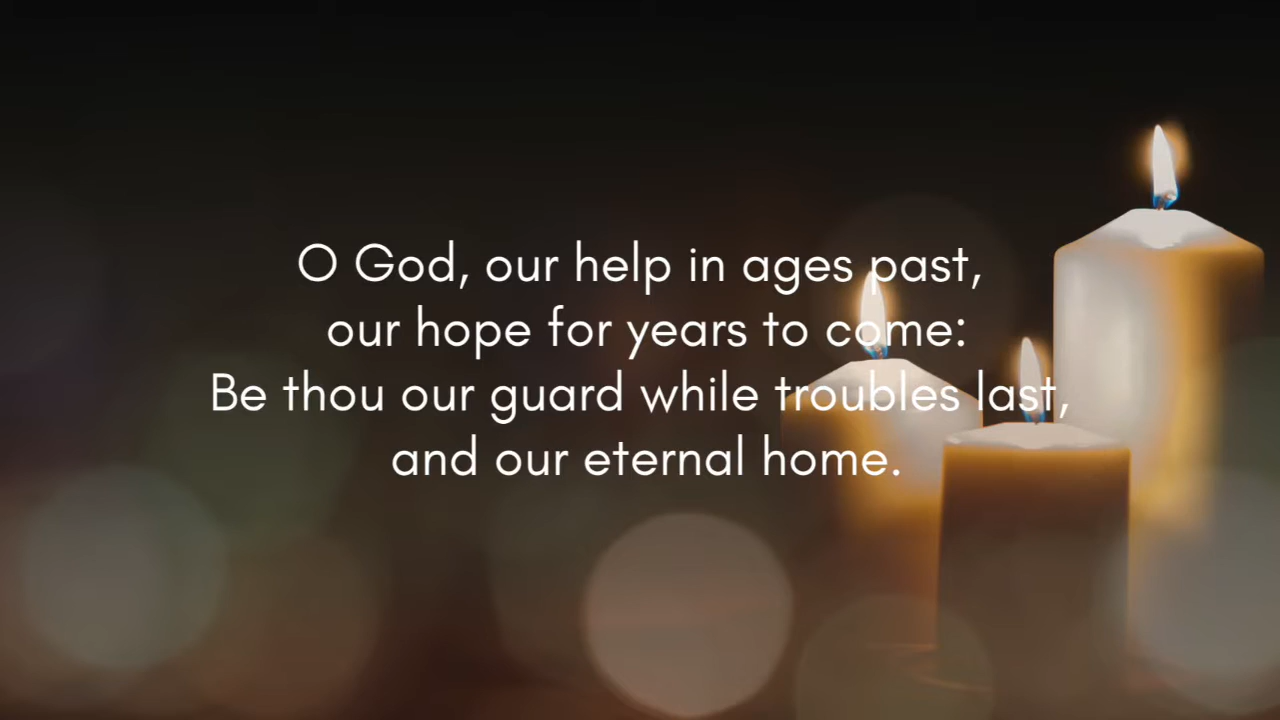 O God, our help in ages past,
our hope for years to come:
Be thou our guard while troubles last,
and our eternal home.